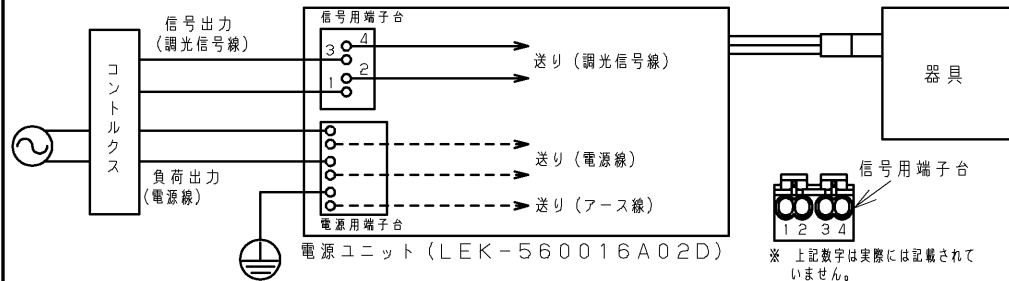 信号出力
(調光信号線)
コントルクス
負荷出力
(電源線)
信号用端子台
3
4
1
2
送り(調光信号線)
送り(電源線)
送り(アース線)
電源用端子台
電源ユニット(LEK-560016A02D)
器具
信号用端子台
1 2 3 4
※ 上記数字は実際には記載されて
いません。